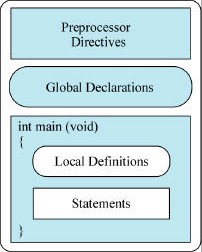 Preprocessor
Directives
Global Declarations
int main (void)
{
Local Definitions
Statements
}